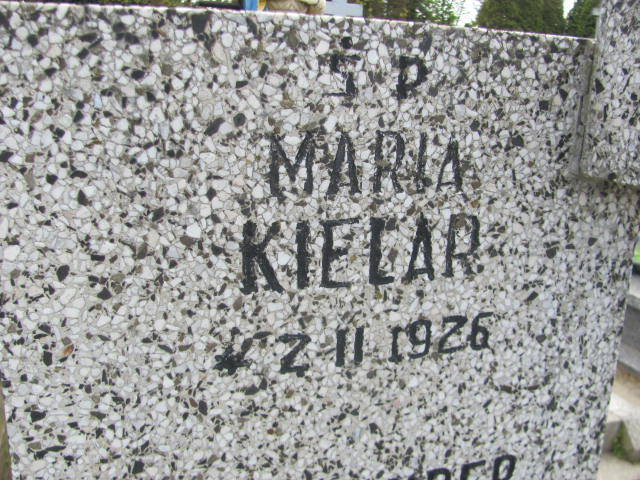 Ś P
MARIA
KIELAR
* 2 II 1926